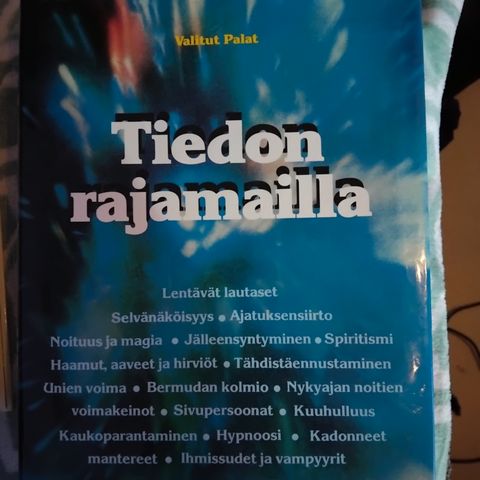 Valitut Palat
Tiedon
rajamailla
Lentävät lautaset
Selvänäköisyys • Ajatuksensiirto
Noituus ja magia • Jälleensyntyminen • Spiritismi
Haamut, aaveet ja hirviöt • Tähdistäennustaminen
Unien voima • Bermudan kolmio • Nykyajan noitien
voimakeinot • Sivupersoonat • Kuuhulluus
Kaukoparantaminen • Hypnoosi • Kadonneet
mantereet • Ihmissudet ja vampyyrit